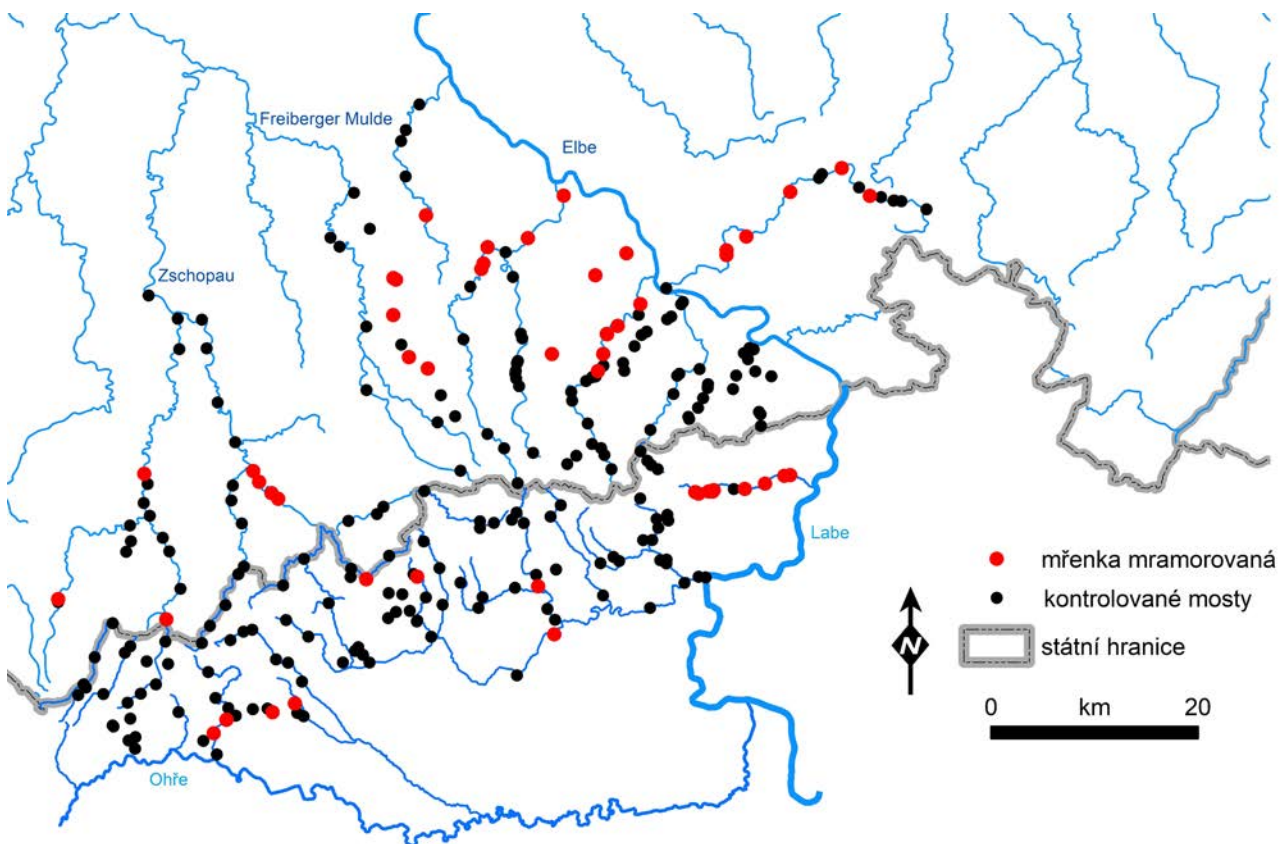 Freiberger Mulde
Elbe
Zschopau
Labe
Ohře
mřenka mramorovaná
kontrolované mosty
státní hranice
N
0 km 20